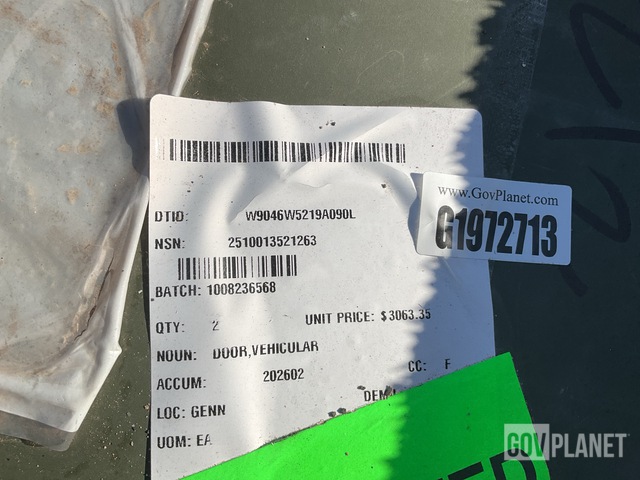 DTID: W9046W5219A090L
NSN: 2510013521263
BATCH: 1008236568
QTY: 2 UNIT PRICE: $3063.35
NOUN: DOOR,VEHICULAR
ACCUM: 202602 CC: F
LOC: GENN
UOM: EA
www.GovPlanet.com
G1972713
GOVPLANET